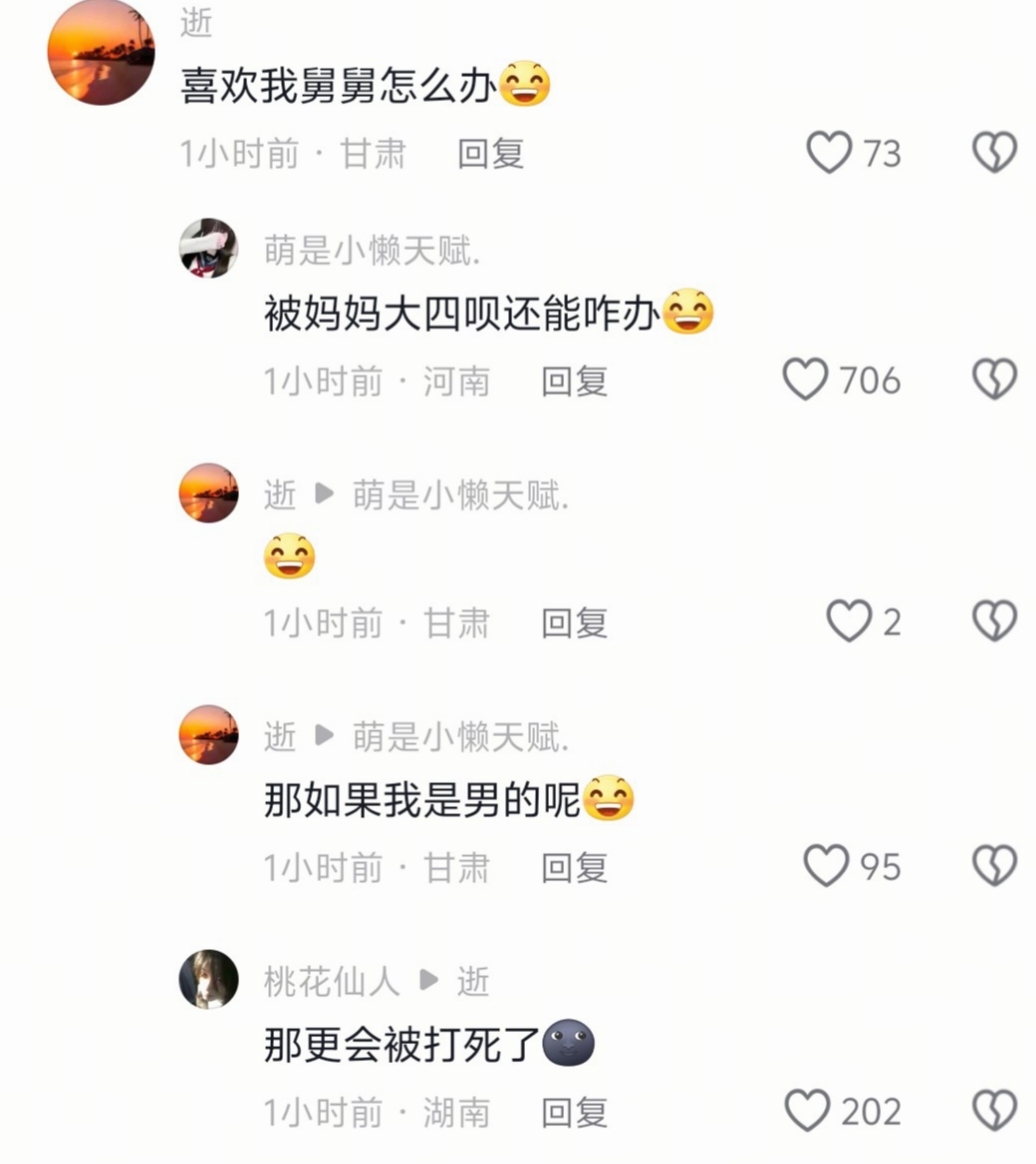 逝
喜欢我舅舅怎么办😄
1小时前 · 甘肃 回复 73
萌是小懒天赋.
被妈妈大四呗还能咋办😄
1小时前 · 河南 回复 706
逝 ▶ 萌是小懒天赋.
😄
1小时前 · 甘肃 回复 2
逝 ▶ 萌是小懒天赋.
那如果我是男的呢😄
1小时前 · 甘肃 回复 95
桃花仙人 ▶ 逝
那更会被打死了🌚
1小时前 · 湖南 回复 202